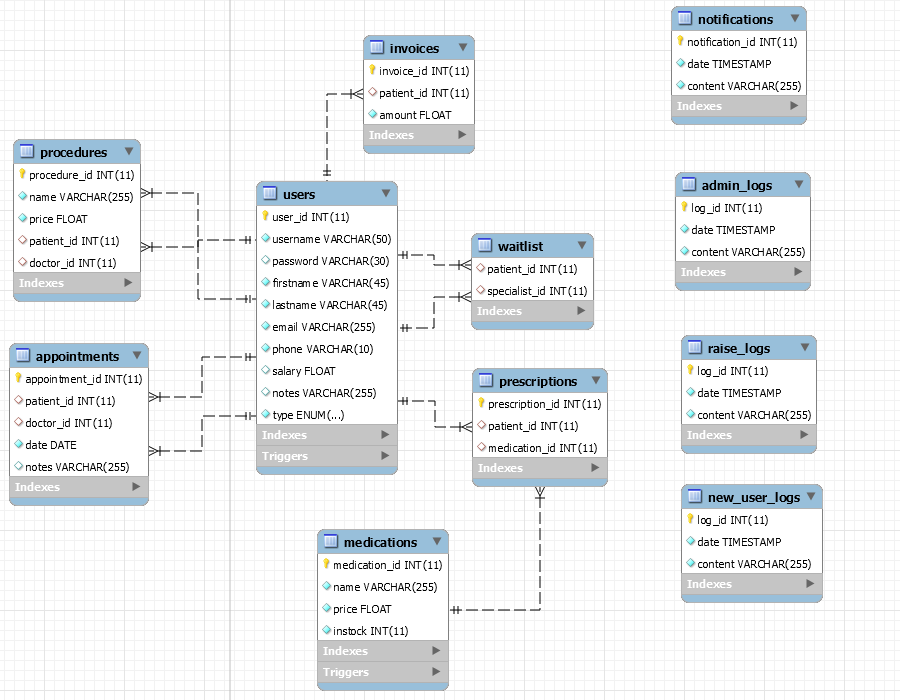 invoices
invoice_id INT(11)
patient_id INT(11)
amount FLOAT
Indexes
notifications
notification_id INT(11)
date TIMESTAMP
content VARCHAR(255)
Indexes
procedures
procedure_id INT(11)
name VARCHAR(255)
price FLOAT
patient_id INT(11)
doctor_id INT(11)
Indexes
users
user_id INT(11)
username VARCHAR(50)
password VARCHAR(30)
firstname VARCHAR(45)
lastname VARCHAR(45)
email VARCHAR(255)
phone VARCHAR(10)
salary FLOAT
notes VARCHAR(255)
type ENUM(...)
Indexes
Triggers
waitlist
patient_id INT(11)
specialist_id INT(11)
Indexes
admin_logs
log_id INT(11)
date TIMESTAMP
content VARCHAR(255)
Indexes
appointments
appointment_id INT(11)
patient_id INT(11)
doctor_id INT(11)
date DATE
notes VARCHAR(255)
Indexes
prescriptions
prescription_id INT(11)
patient_id INT(11)
medication_id INT(11)
Indexes
raise_logs
log_id INT(11)
date TIMESTAMP
content VARCHAR(255)
Indexes
medications
medication_id INT(11)
name VARCHAR(255)
price FLOAT
instock INT(11)
Indexes
Triggers
new_user_logs
log_id INT(11)
date TIMESTAMP
content VARCHAR(255)
Indexes